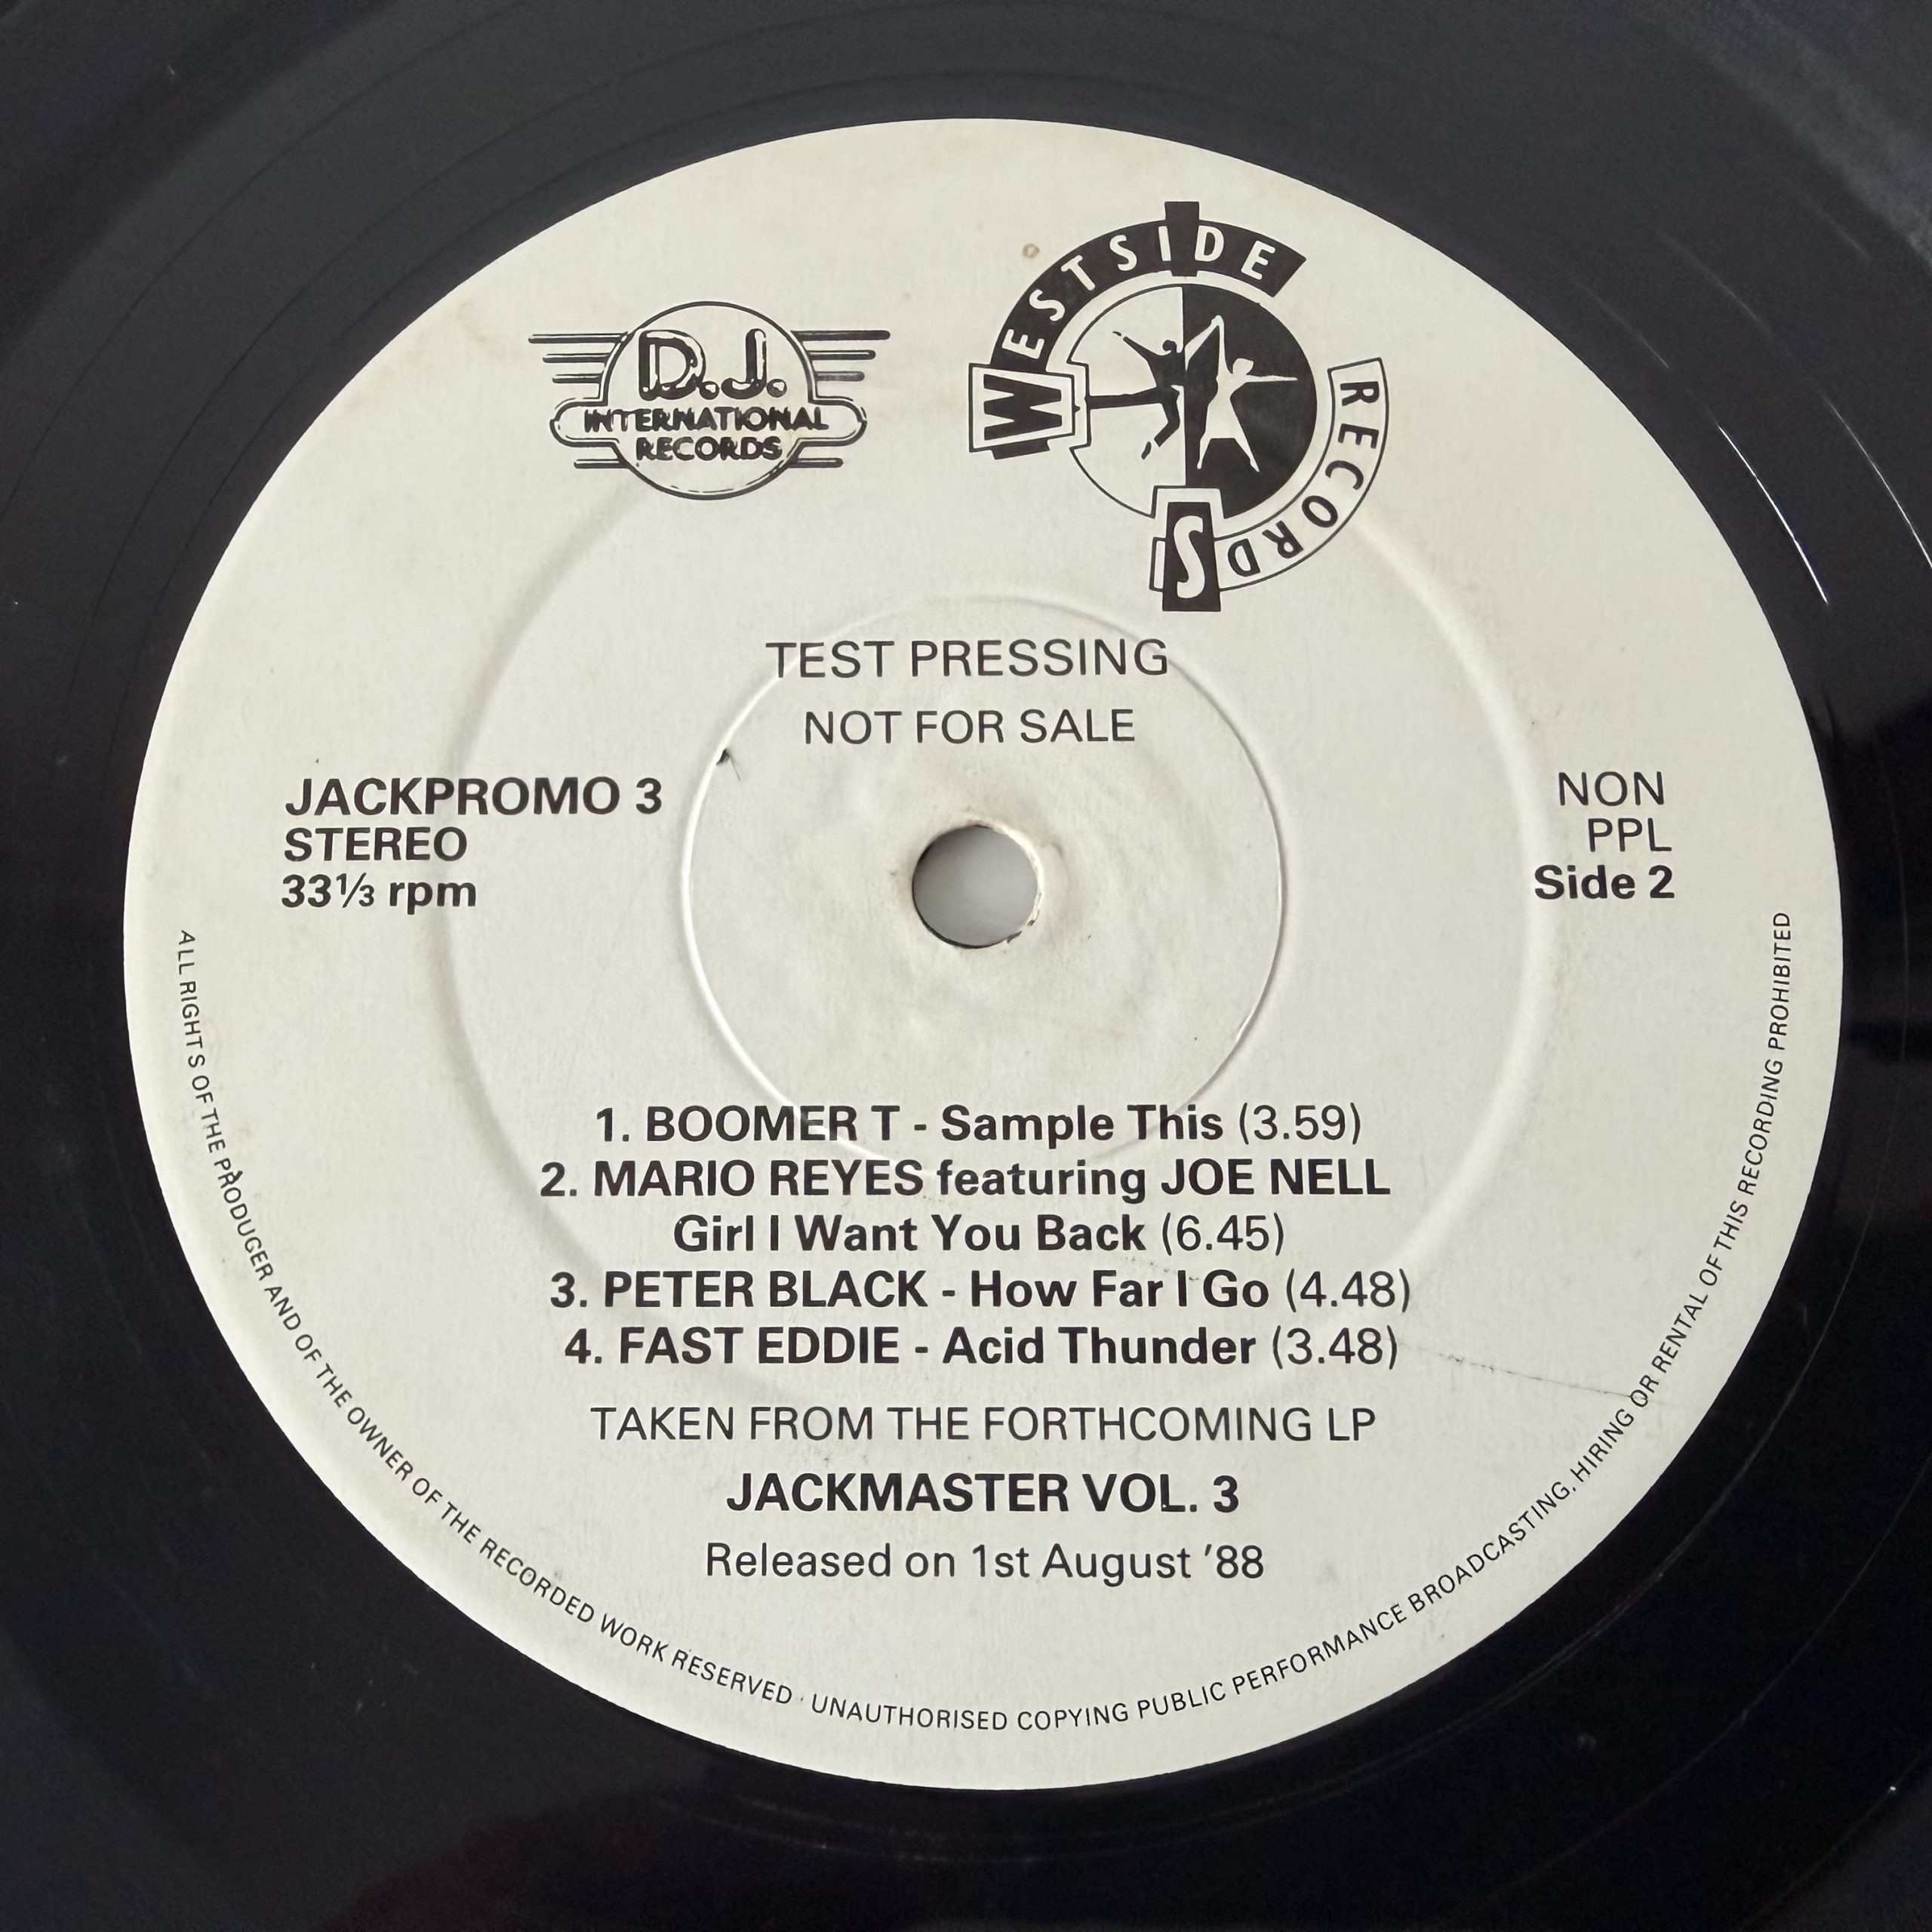 D.J.
INTERNATIONAL
RECORDS
WESTSIDE
RECORDS
TEST PRESSING
NOT FOR SALE
JACKPROMO 3
STEREO
33⅓ rpm
NON
PPL
Side 2
1. BOOMER T - Sample This (3.59)
2. MARIO REYES featuring JOE NELL
Girl I Want You Back (6.45)
3. PETER BLACK - How Far I Go (4.48)
4. FAST EDDIE - Acid Thunder (3.48)
TAKEN FROM THE FORTHCOMING LP
JACKMASTER VOL. 3
Released on 1st August '88
ALL RIGHTS OF THE PRODUCER AND OF THE OWNER OF THE RECORDED WORK RESERVED · UNAUTHORISED COPYING PUBLIC PERFORMANCE BROADCASTING, HIRING OR RENTAL OF THIS RECORDING PROHIBITED